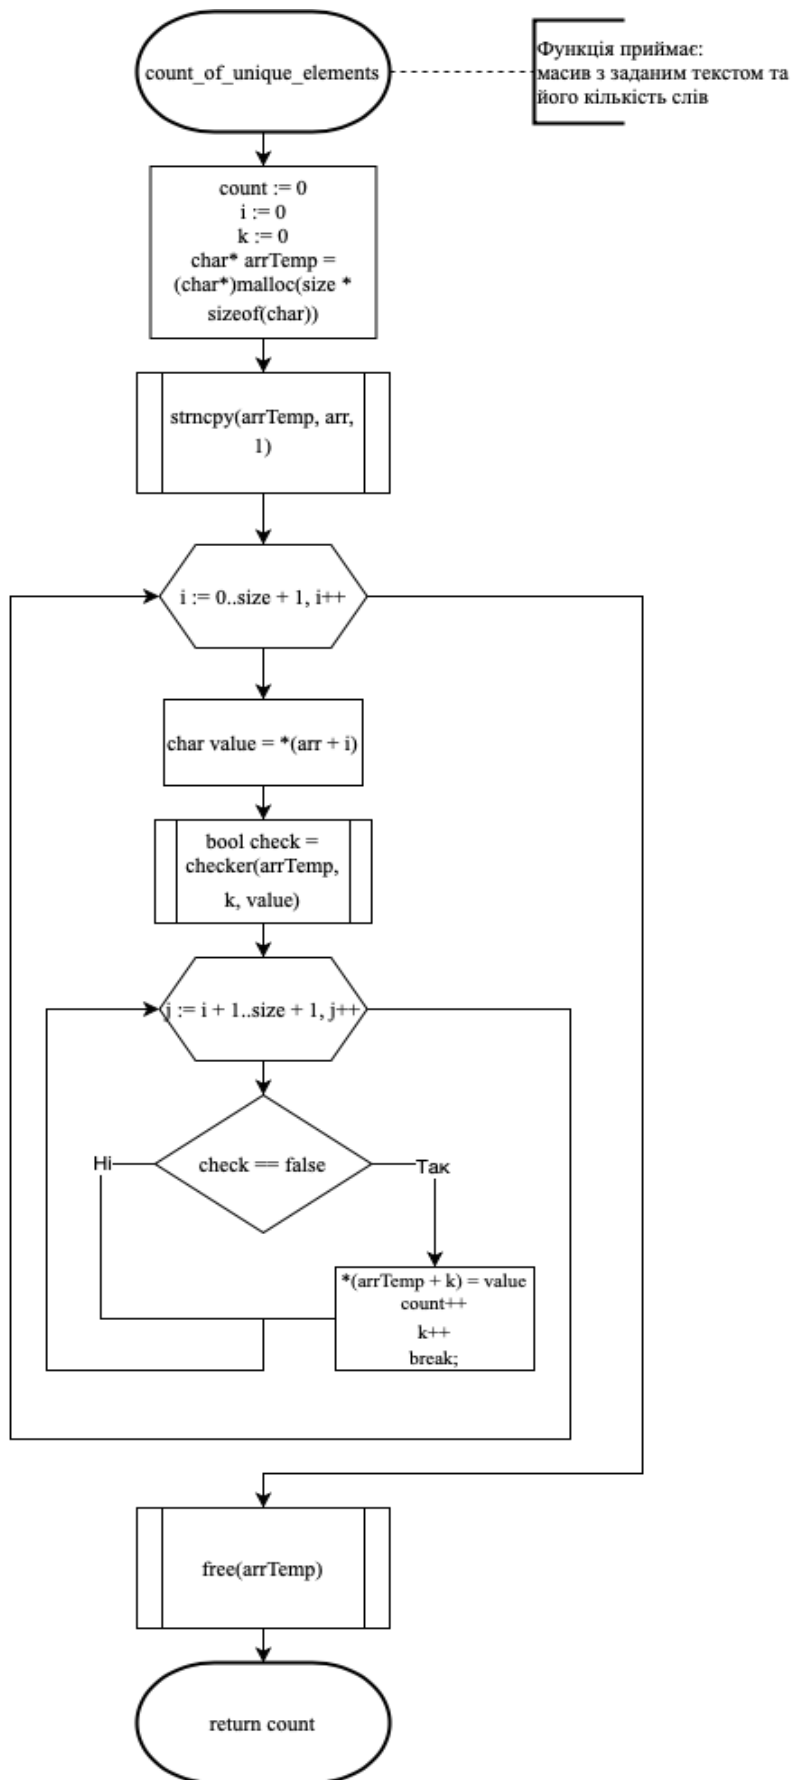 count_of_unique_elements
Функція приймає:
масив з заданим текстом та
його кількість слів
count := 0
i := 0
k := 0
char* arrTemp =
(char*)malloc(size *
sizeof(char))
strncpy(arrTemp, arr,
1)
i := 0..size + 1, i++
char value = *(arr + i)
bool check =
checker(arrTemp,
k, value)
j := i + 1..size + 1, j++
check == false
Ні
Так
*(arrTemp + k) = value
count++
k++
break;
free(arrTemp)
return count